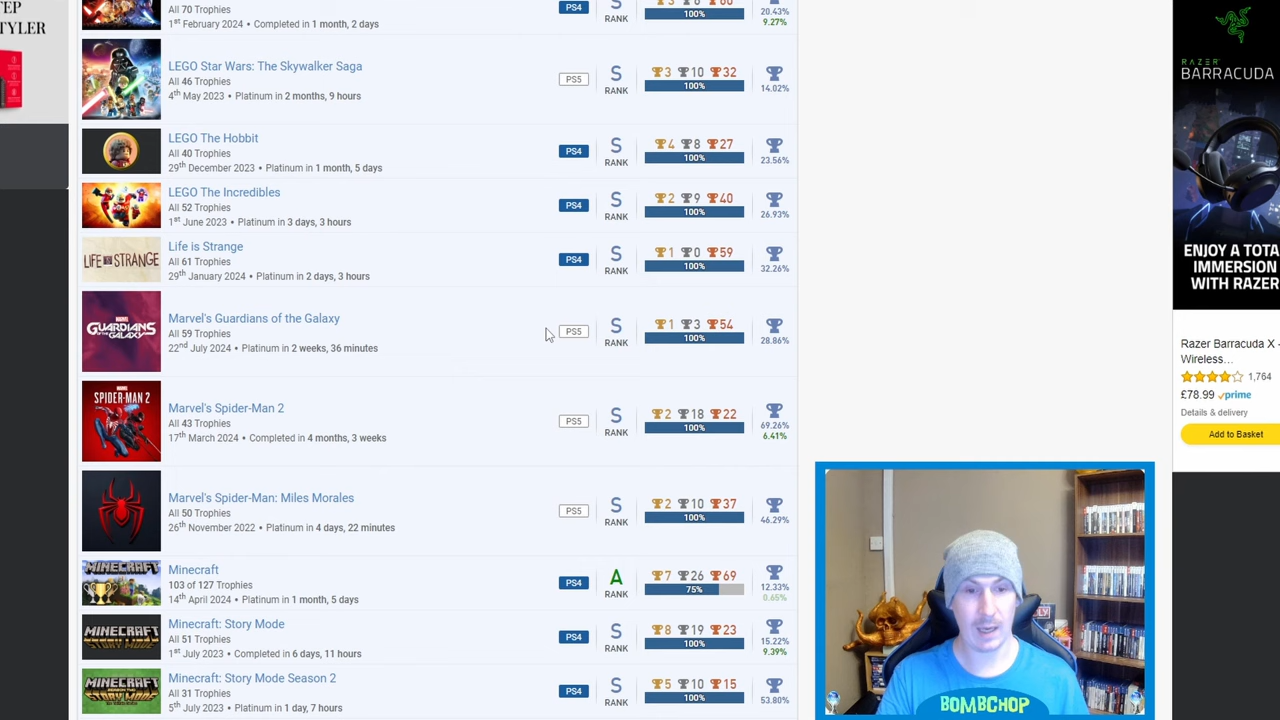 TEP
TYLER
All 70 Trophies
1st February 2024 • Completed in 1 month, 2 days
PS4
100%
20.43%
9.27%
LEGO Star Wars: The Skywalker Saga
All 46 Trophies
4th May 2023 • Platinum in 2 months, 9 hours
PS5
S
RANK
3 10 32
100%
14.02%
LEGO The Hobbit
All 40 Trophies
29th December 2023 • Platinum in 1 month, 5 days
PS4
S
RANK
4 8 27
100%
23.56%
LEGO The Incredibles
All 52 Trophies
1st June 2023 • Platinum in 3 days, 3 hours
PS4
S
RANK
2 9 40
100%
26.93%
LIFE IS STRANGE
Life is Strange
All 61 Trophies
29th January 2024 • Platinum in 2 days, 3 hours
PS4
S
RANK
1 0 59
100%
32.26%
MARVEL
GUARDIANS
OF THE
GALAXY
Marvel's Guardians of the Galaxy
All 59 Trophies
22nd July 2024 • Platinum in 2 weeks, 36 minutes
PS5
S
RANK
1 3 54
100%
28.86%
MARVEL
SPIDER-MAN 2
Marvel's Spider-Man 2
All 43 Trophies
17th March 2024 • Completed in 4 months, 3 weeks
PS5
S
RANK
2 18 22
100%
69.26%
6.41%
Marvel's Spider-Man: Miles Morales
All 50 Trophies
26th November 2022 • Platinum in 4 days, 22 minutes
PS5
S
RANK
2 10 37
100%
46.29%
MINECRAFT
Minecraft
103 of 127 Trophies
14th April 2024 • Platinum in 1 month, 5 days
PS4
A
RANK
7 26 69
75%
12.33%
0.65%
MINECRAFT
STORY MODE
Minecraft: Story Mode
All 51 Trophies
1st July 2023 • Completed in 6 days, 11 hours
PS4
S
RANK
8 19 23
100%
15.22%
9.39%
MINECRAFT
STORY MODE
Minecraft: Story Mode Season 2
All 31 Trophies
5th July 2023 • Platinum in 1 day, 7 hours
PS4
S
RANK
5 10 15
100%
53.80%
RAZER
BARRACUDA
ENJOY A TOTA
IMMERSION
WITH RAZER
Razer Barracuda X -
Wireless...
1,764
£78.99 prime
Details & delivery
Add to Basket
BOMBCHOP